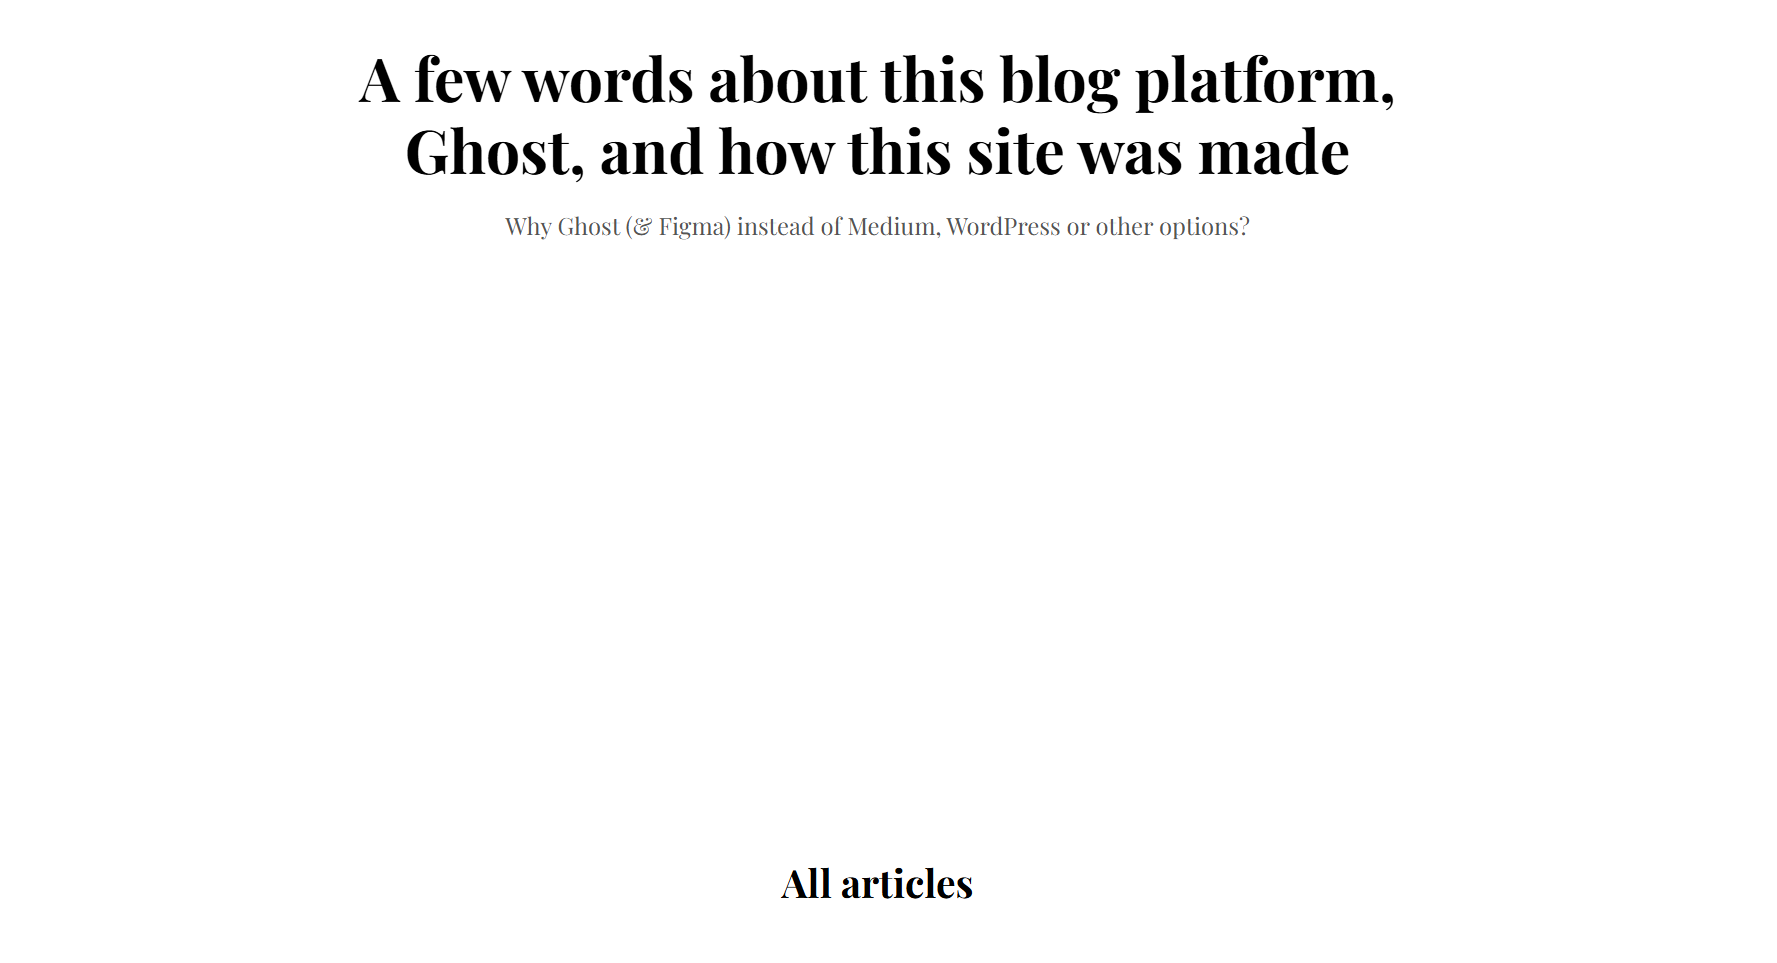 A few words about this blog platform,
Ghost, and how this site was made
Why Ghost (& Figma) instead of Medium, WordPress or other options?
All articles